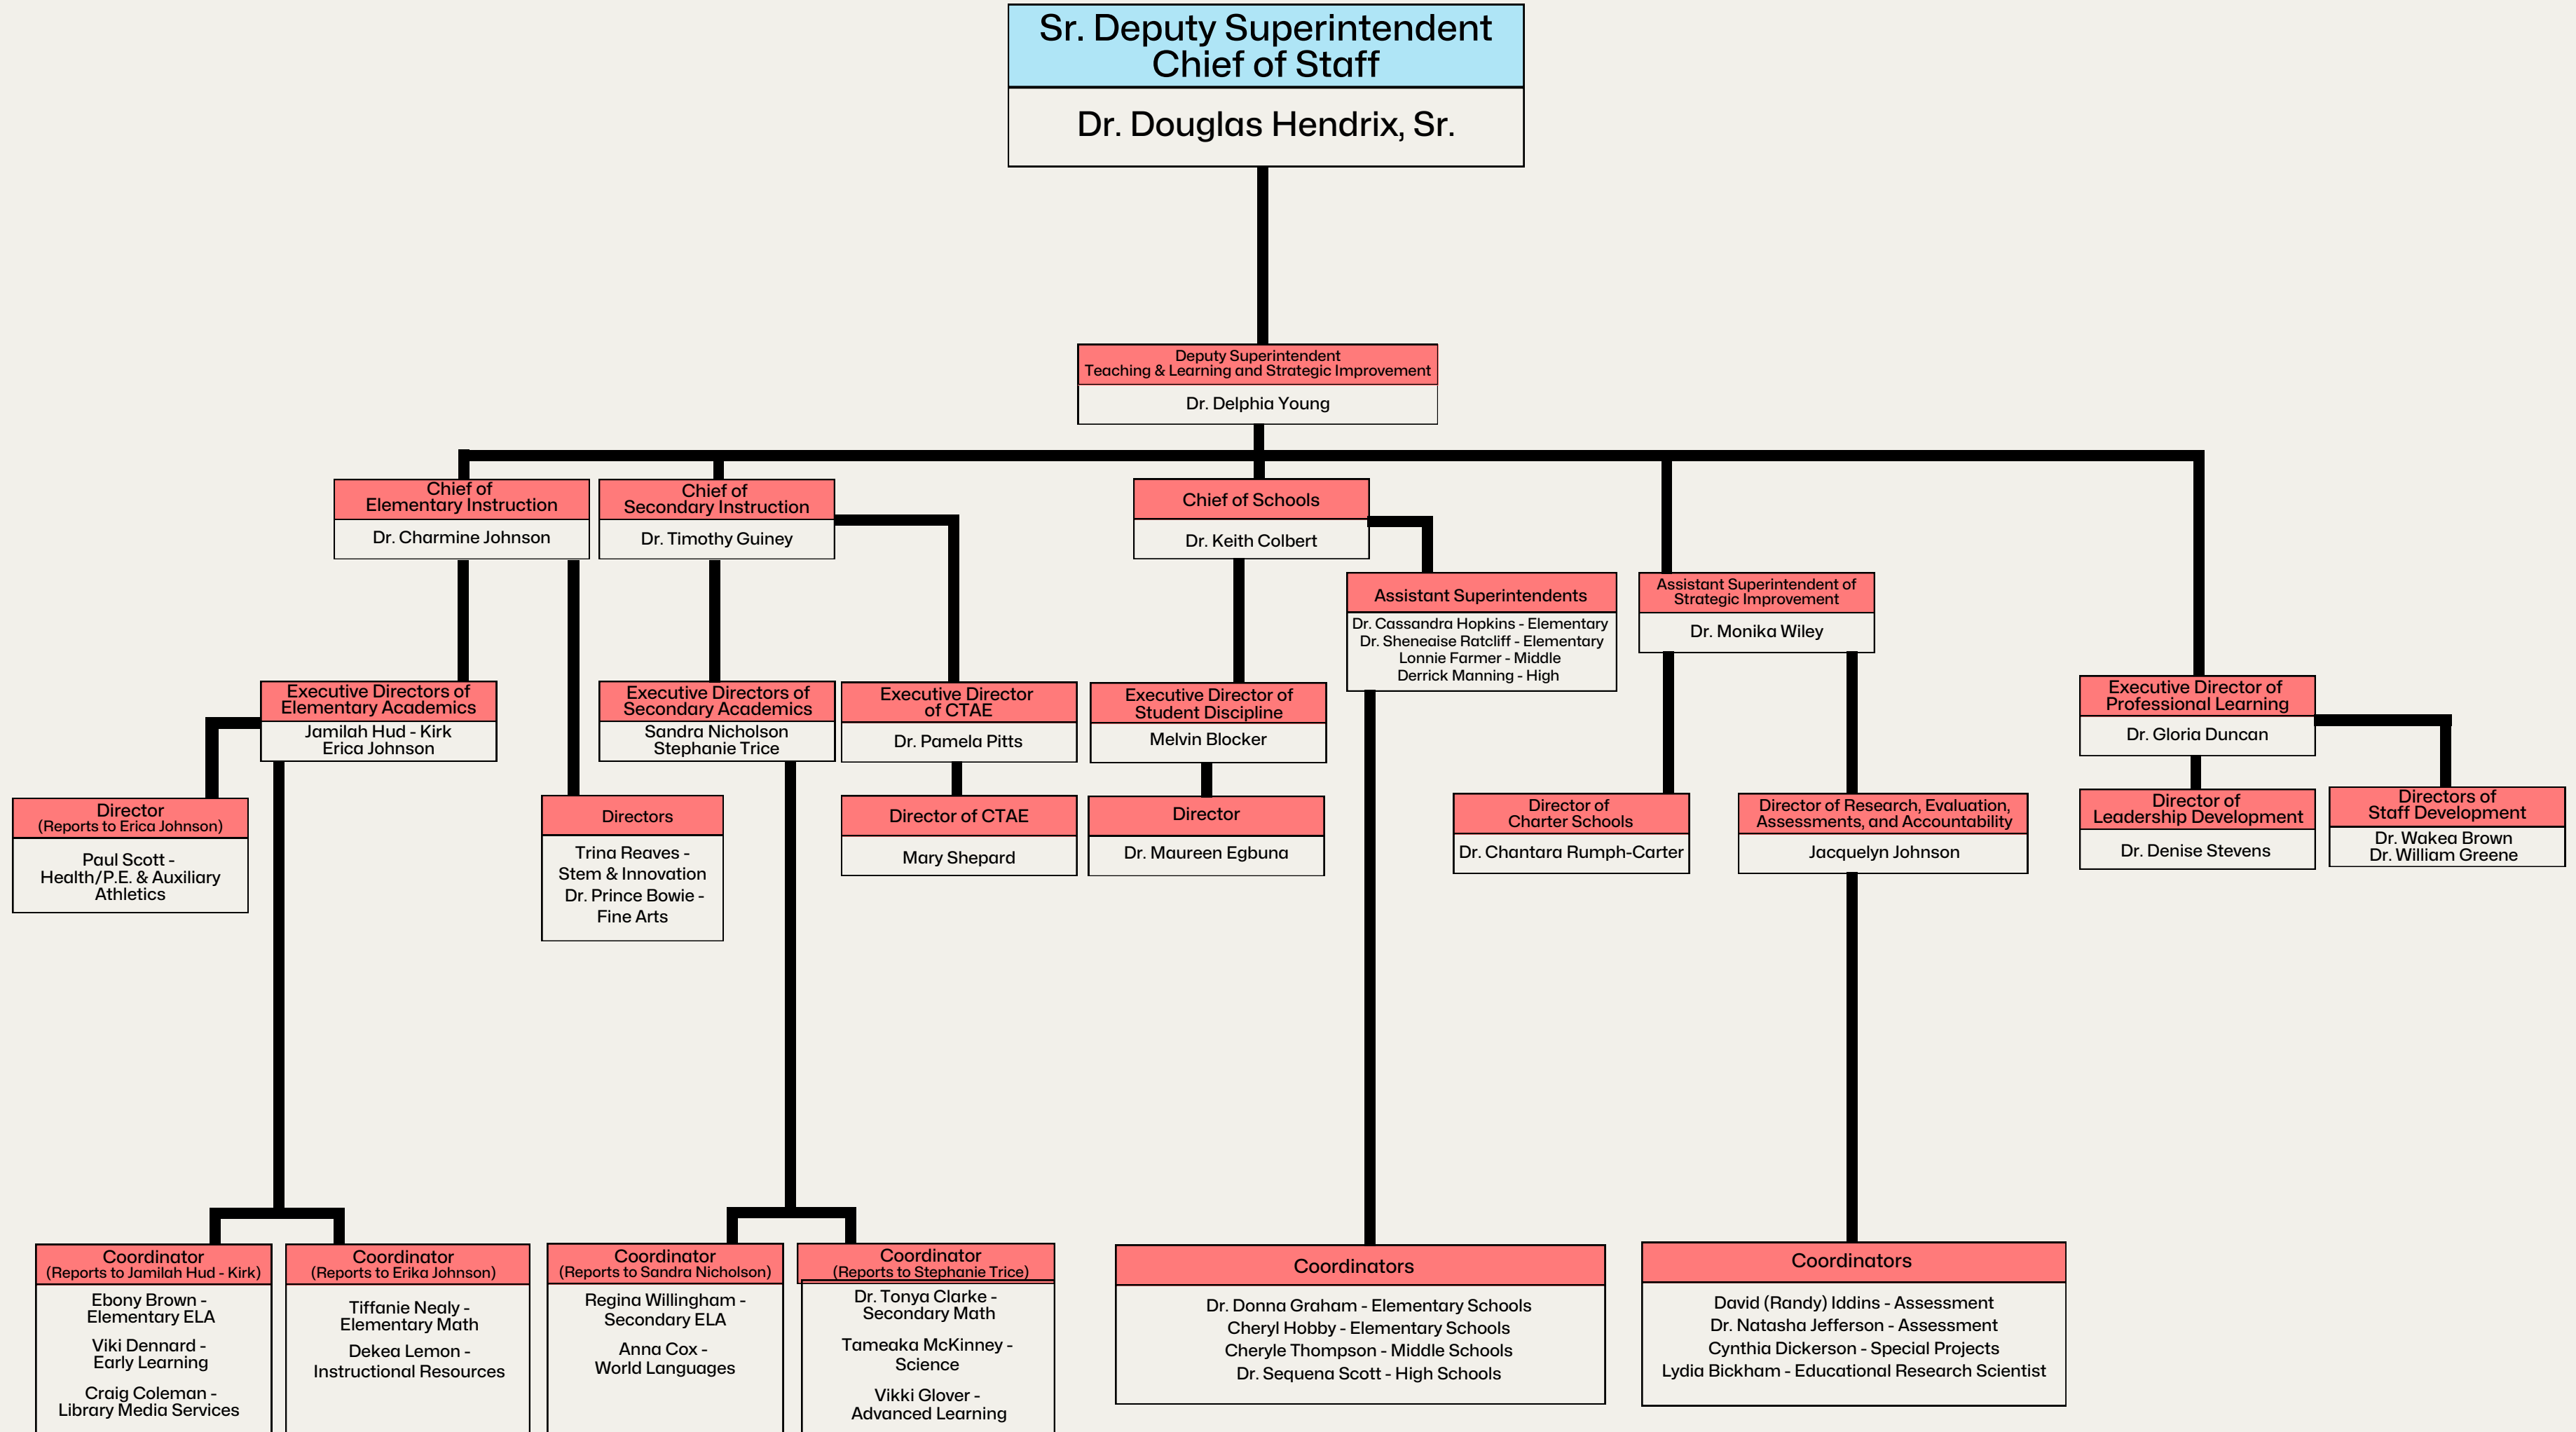 Sr. Deputy Superintendent
Chief of Staff
Dr. Douglas Hendrix, Sr.
Deputy Superintendent
Teaching & Learning and Strategic Improvement
Dr. Delphia Young
Chief of
Elementary Instruction
Dr. Charmine Johnson
Chief of
Secondary Instruction
Dr. Timothy Guiney
Chief of Schools
Dr. Keith Colbert
Assistant Superintendents
Dr. Cassandra Hopkins - Elementary
Dr. Sheneaise Ratcliff - Elementary
Lonnie Farmer - Middle
Derrick Manning - High
Assistant Superintendent of
Strategic Improvement
Dr. Monika Wiley
Executive Directors of
Elementary Academics
Jamilah Hud - Kirk
Erica Johnson
Executive Directors of
Secondary Academics
Sandra Nicholson
Stephanie Trice
Executive Director
of CTAE
Dr. Pamela Pitts
Executive Director of
Student Discipline
Melvin Blocker
Executive Director of
Professional Learning
Dr. Gloria Duncan
Director
(Reports to Erica Johnson)
Paul Scott -
Health/P.E. & Auxiliary
Athletics
Directors
Trina Reaves -
Stem & Innovation
Dr. Prince Bowie -
Fine Arts
Director of CTAE
Mary Shepard
Director
Dr. Maureen Egbuna
Director of
Charter Schools
Dr. Chantara Rumph-Carter
Director of Research, Evaluation,
Assessments, and Accountability
Jacquelyn Johnson
Director of
Leadership Development
Dr. Denise Stevens
Directors of
Staff Development
Dr. Wakea Brown
Dr. William Greene
Coordinator
(Reports to Jamilah Hud - Kirk)
Ebony Brown -
Elementary ELA
Viki Dennard -
Early Learning
Craig Coleman -
Library Media Services
Coordinator
(Reports to Erika Johnson)
Tiffanie Nealy -
Elementary Math
Dekea Lemon -
Instructional Resources
Coordinator
(Reports to Sandra Nicholson)
Regina Willingham -
Secondary ELA
Anna Cox -
World Languages
Coordinator
(Reports to Stephanie Trice)
Dr. Tonya Clarke -
Secondary Math
Tameaka McKinney -
Science
Vikki Glover -
Advanced Learning
Coordinators
Dr. Donna Graham - Elementary Schools
Cheryl Hobby - Elementary Schools
Cheryle Thompson - Middle Schools
Dr. Sequena Scott - High Schools
Coordinators
David (Randy) Iddins - Assessment
Dr. Natasha Jefferson - Assessment
Cynthia Dickerson - Special Projects
Lydia Bickham - Educational Research Scientist